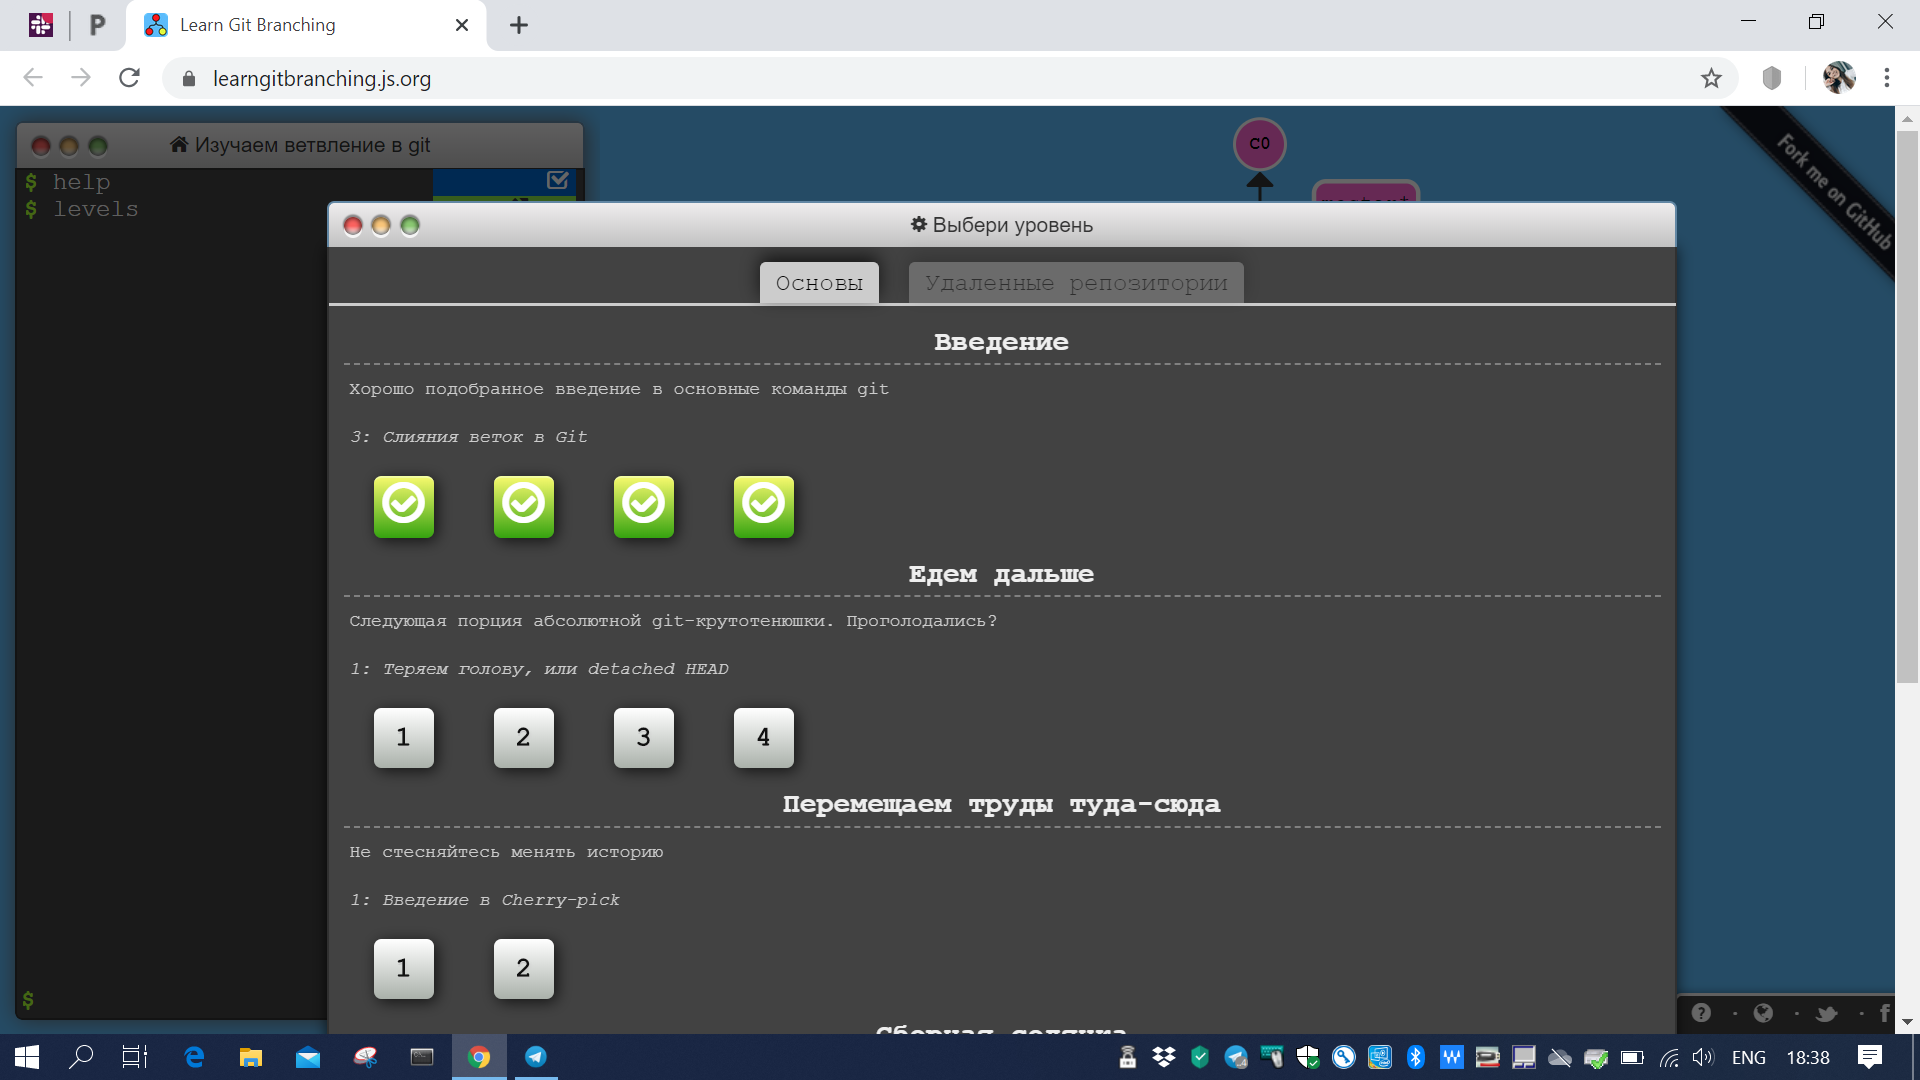 Learn Git Branching
learngitbranching.js.org
Изучаем ветвление в git
$ help
$ levels
C0
Fork me on GitHub
Выбери уровень
Основы
Удаленные репозитории
Введение
Хорошо подобранное введение в основные команды git
3: Слияния веток в Git
Едем дальше
Следующая порция абсолютной git-крутотенюшки. Проголодались?
1: Теряем голову, или detached HEAD
1 2 3 4
Перемещаем труды туда-сюда
Не стесняйтесь менять историю
1: Введение в Cherry-pick
1 2
$
ENG 18:38